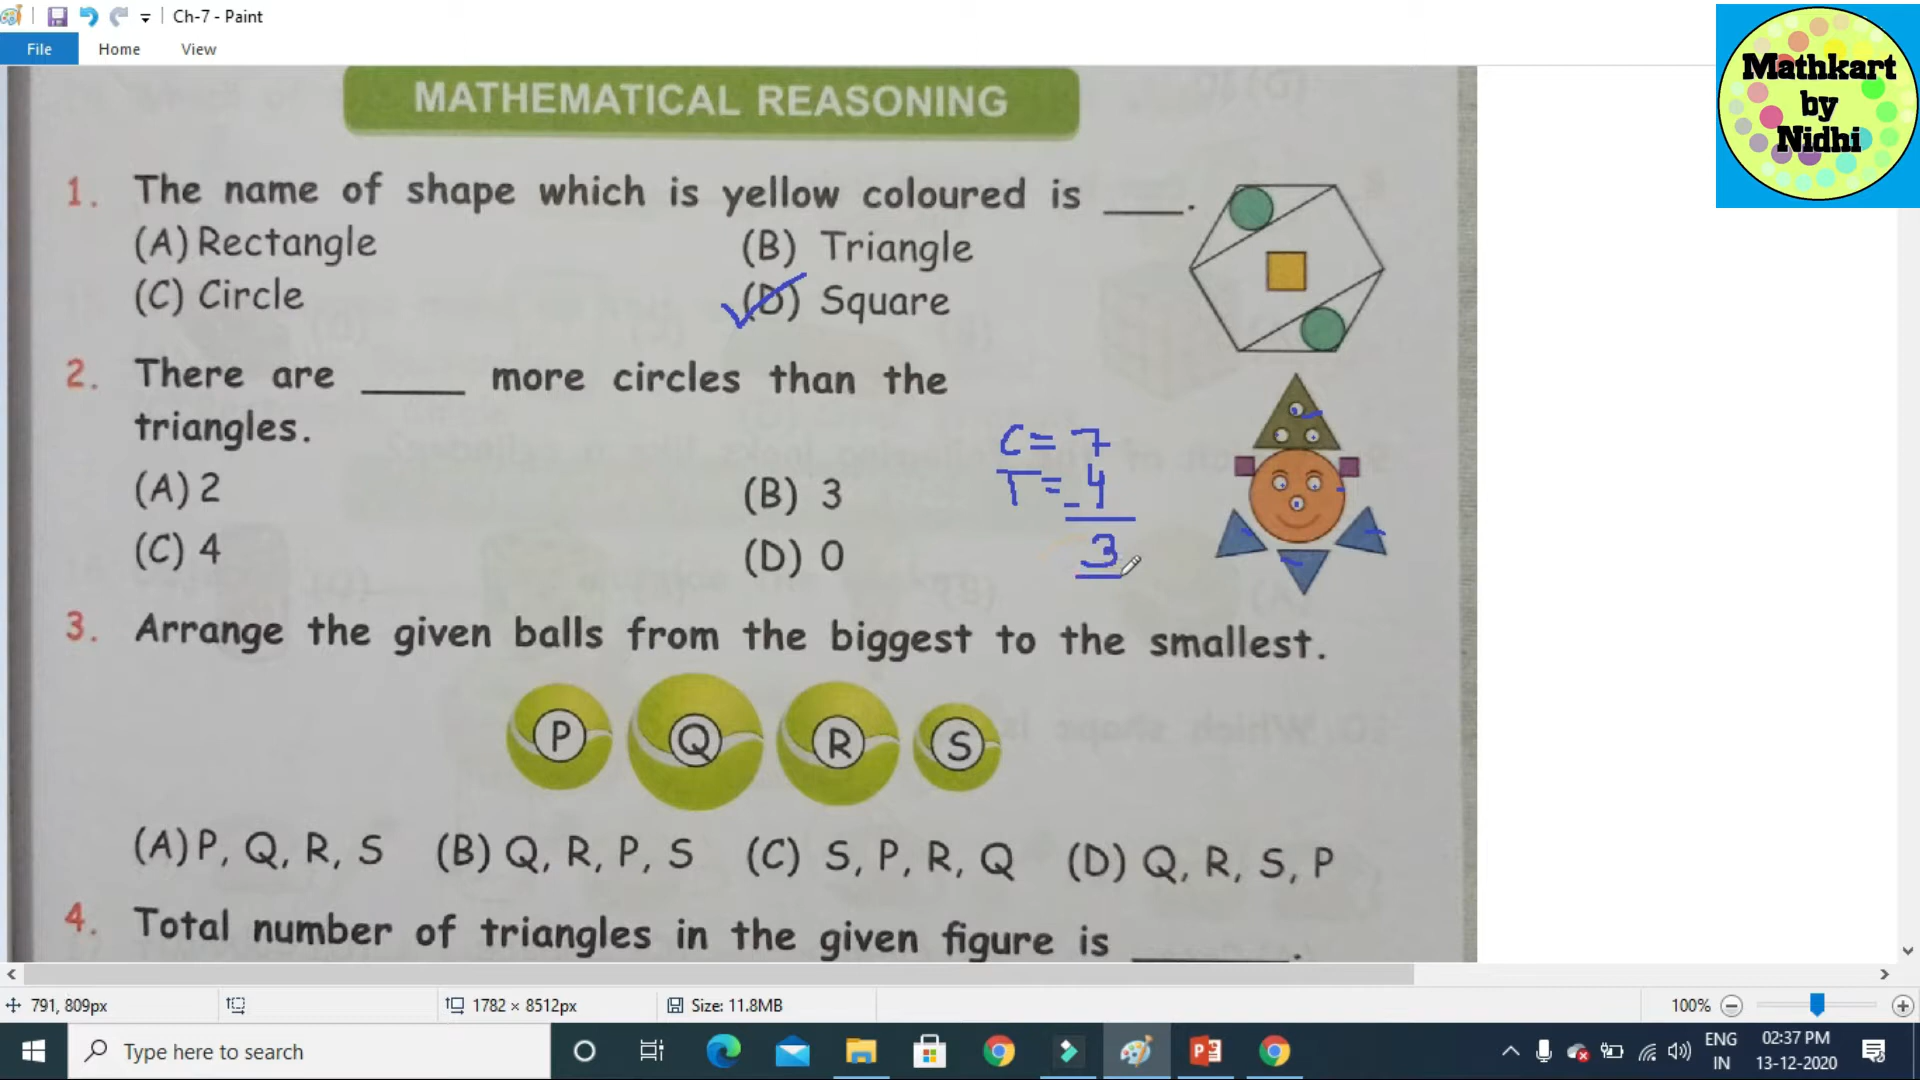 Ch-7 - Paint
File Home View
Mathkart
by
Nidhi
MATHEMATICAL REASONING
1. The name of shape which is yellow coloured is ____.
(A) Rectangle (B) Triangle
(C) Circle (D) Square
2. There are ____ more circles than the
triangles.
(A) 2 (B) 3
(C) 4 (D) 0
C = 7
T = 4
-
3
3. Arrange the given balls from the biggest to the smallest.
P Q R S
(A) P, Q, R, S (B) Q, R, P, S (C) S, P, R, Q (D) Q, R, S, P
4. Total number of triangles in the given figure is ______.
791, 809px 1782 × 8512px Size: 11.8MB 100%
Type here to search
ENG 02:37 PM
IN 13-12-2020